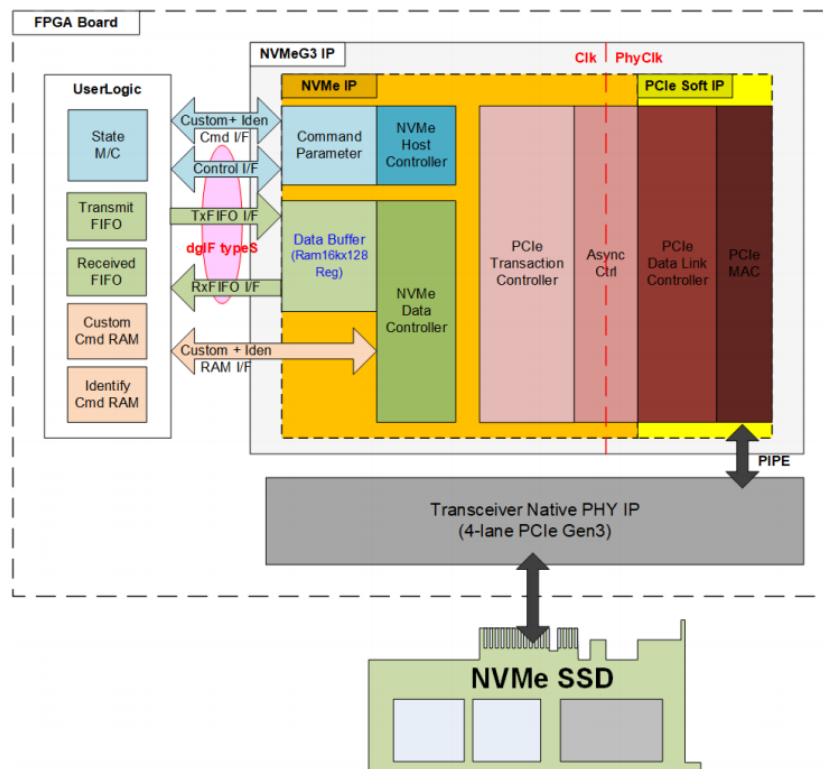 FPGA Board
NVMeG3 IP
Clk
PhyClk
UserLogic
NVMe IP
PCIe Soft IP
State
M/C
Custom+ Iden
Cmd I/F
Control I/F
Command
Parameter
NVMe
Host
Controller
Transmit
FIFO
TxFIFO I/F
dgIF typeS
Received
FIFO
RxFIFO I/F
Data Buffer
(Ram16kx128
Reg)
NVMe
Data
Controller
PCIe
Transaction
Controller
Async
Ctrl
PCIe
Data Link
Controller
PCIe
MAC
Custom
Cmd RAM
Custom + Iden
RAM I/F
Identify
Cmd RAM
PIPE
Transceiver Native PHY IP
(4-lane PCIe Gen3)
NVMe SSD